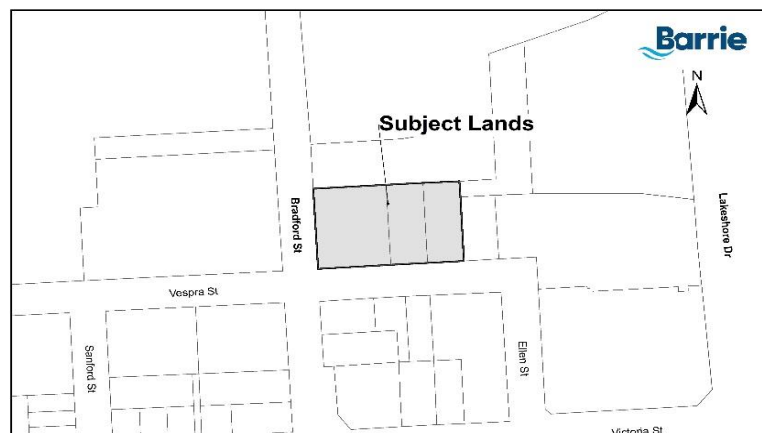 Barrie
N
Subject Lands
Bradford St
Lakeshore Dr
Vespra St
Sanford St
Ellen St
Victoria St